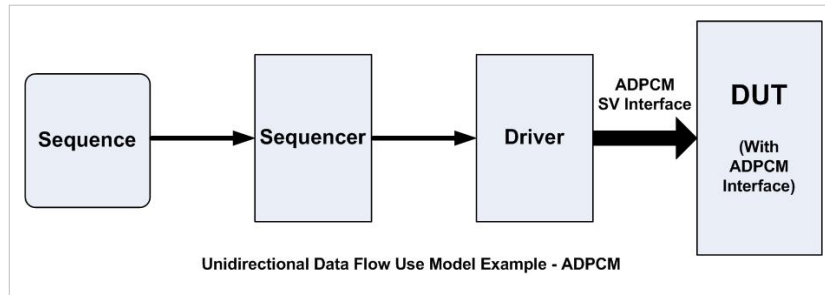 Sequence
Sequencer
Driver
ADPCM
SV Interface
DUT
(With
ADPCM
Interface)
Unidirectional Data Flow Use Model Example - ADPCM